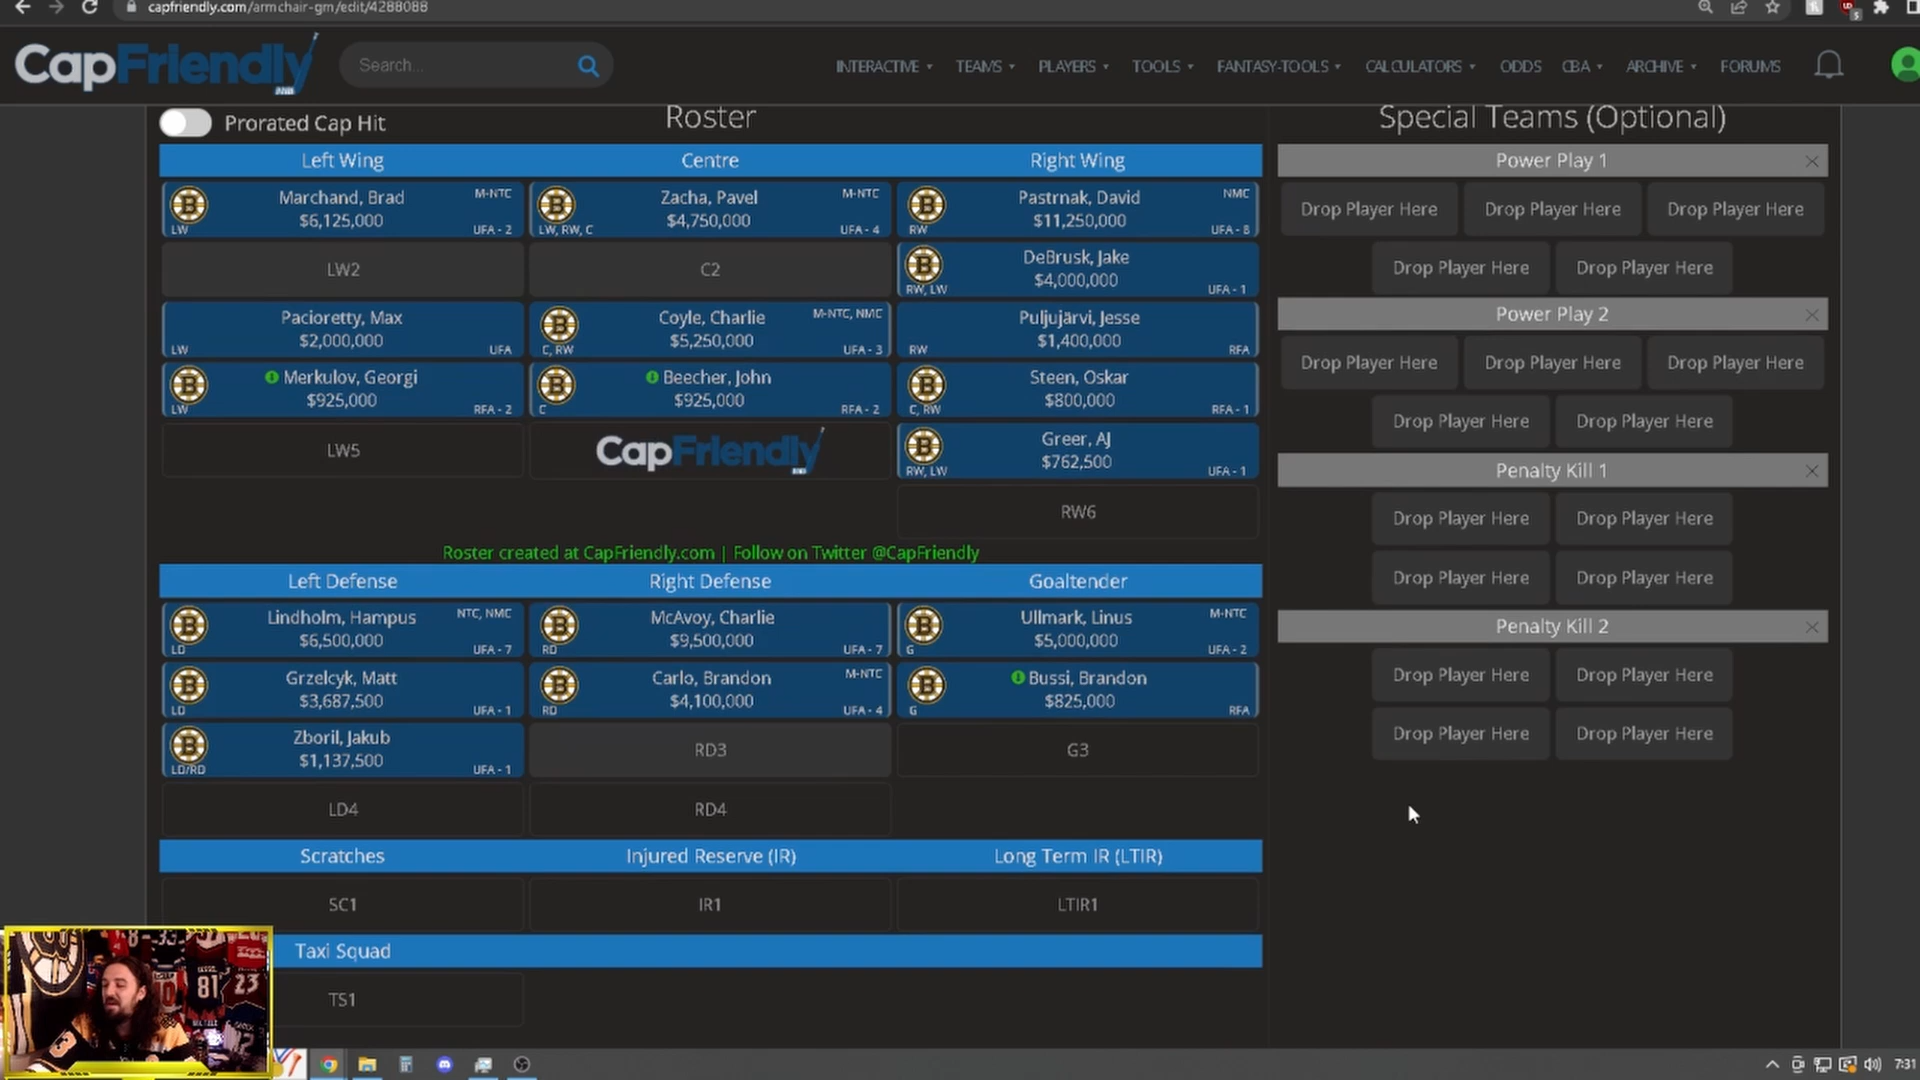 capfriendly.com/armchair-gm/edit/4288088
CapFriendly
Search...
INTERACTIVE TEAMS PLAYERS TOOLS FANTASY-TOOLS CALCULATORS ODDS CBA ARCHIVE FORUMS
Prorated Cap Hit
Roster
Left Wing Centre Right Wing
Marchand, Brad M-NTC
$6,125,000
LW UFA - 2
Zacha, Pavel M-NTC
$4,750,000
LW, RW, C UFA - 4
Pastrnak, David NMC
$11,250,000
RW UFA - 8
LW2
C2
DeBrusk, Jake
$4,000,000
RW, LW UFA - 1
Pacioretty, Max
$2,000,000
LW UFA
Coyle, Charlie M-NTC, NMC
$5,250,000
C, RW UFA - 3
Puljujärvi, Jesse
$1,400,000
RW RFA
Merkulov, Georgi
$925,000
LW RFA - 2
Beecher, John
$925,000
C RFA - 2
Steen, Oskar
$800,000
C, RW RFA - 1
LW5
CapFriendly
Greer, AJ
$762,500
RW, LW UFA - 1
RW6
Roster created at CapFriendly.com | Follow on Twitter @CapFriendly
Left Defense Right Defense Goaltender
Lindholm, Hampus NTC, NMC
$6,500,000
LD UFA - 7
McAvoy, Charlie
$9,500,000
RD UFA - 7
Ullmark, Linus M-NTC
$5,000,000
G UFA - 2
Grzelcyk, Matt
$3,687,500
LD UFA - 1
Carlo, Brandon M-NTC
$4,100,000
RD UFA - 4
Bussi, Brandon
$825,000
G RFA
Zboril, Jakub
$1,137,500
LD/RD UFA - 1
RD3
G3
LD4
RD4
Scratches Injured Reserve (IR) Long Term IR (LTIR)
SC1 IR1 LTIR1
Taxi Squad
TS1
Special Teams (Optional)
Power Play 1
Drop Player Here Drop Player Here Drop Player Here
Drop Player Here Drop Player Here
Power Play 2
Drop Player Here Drop Player Here Drop Player Here
Drop Player Here Drop Player Here
Penalty Kill 1
Drop Player Here Drop Player Here
Drop Player Here Drop Player Here
Penalty Kill 2
Drop Player Here Drop Player Here
Drop Player Here Drop Player Here
81
23
7:31